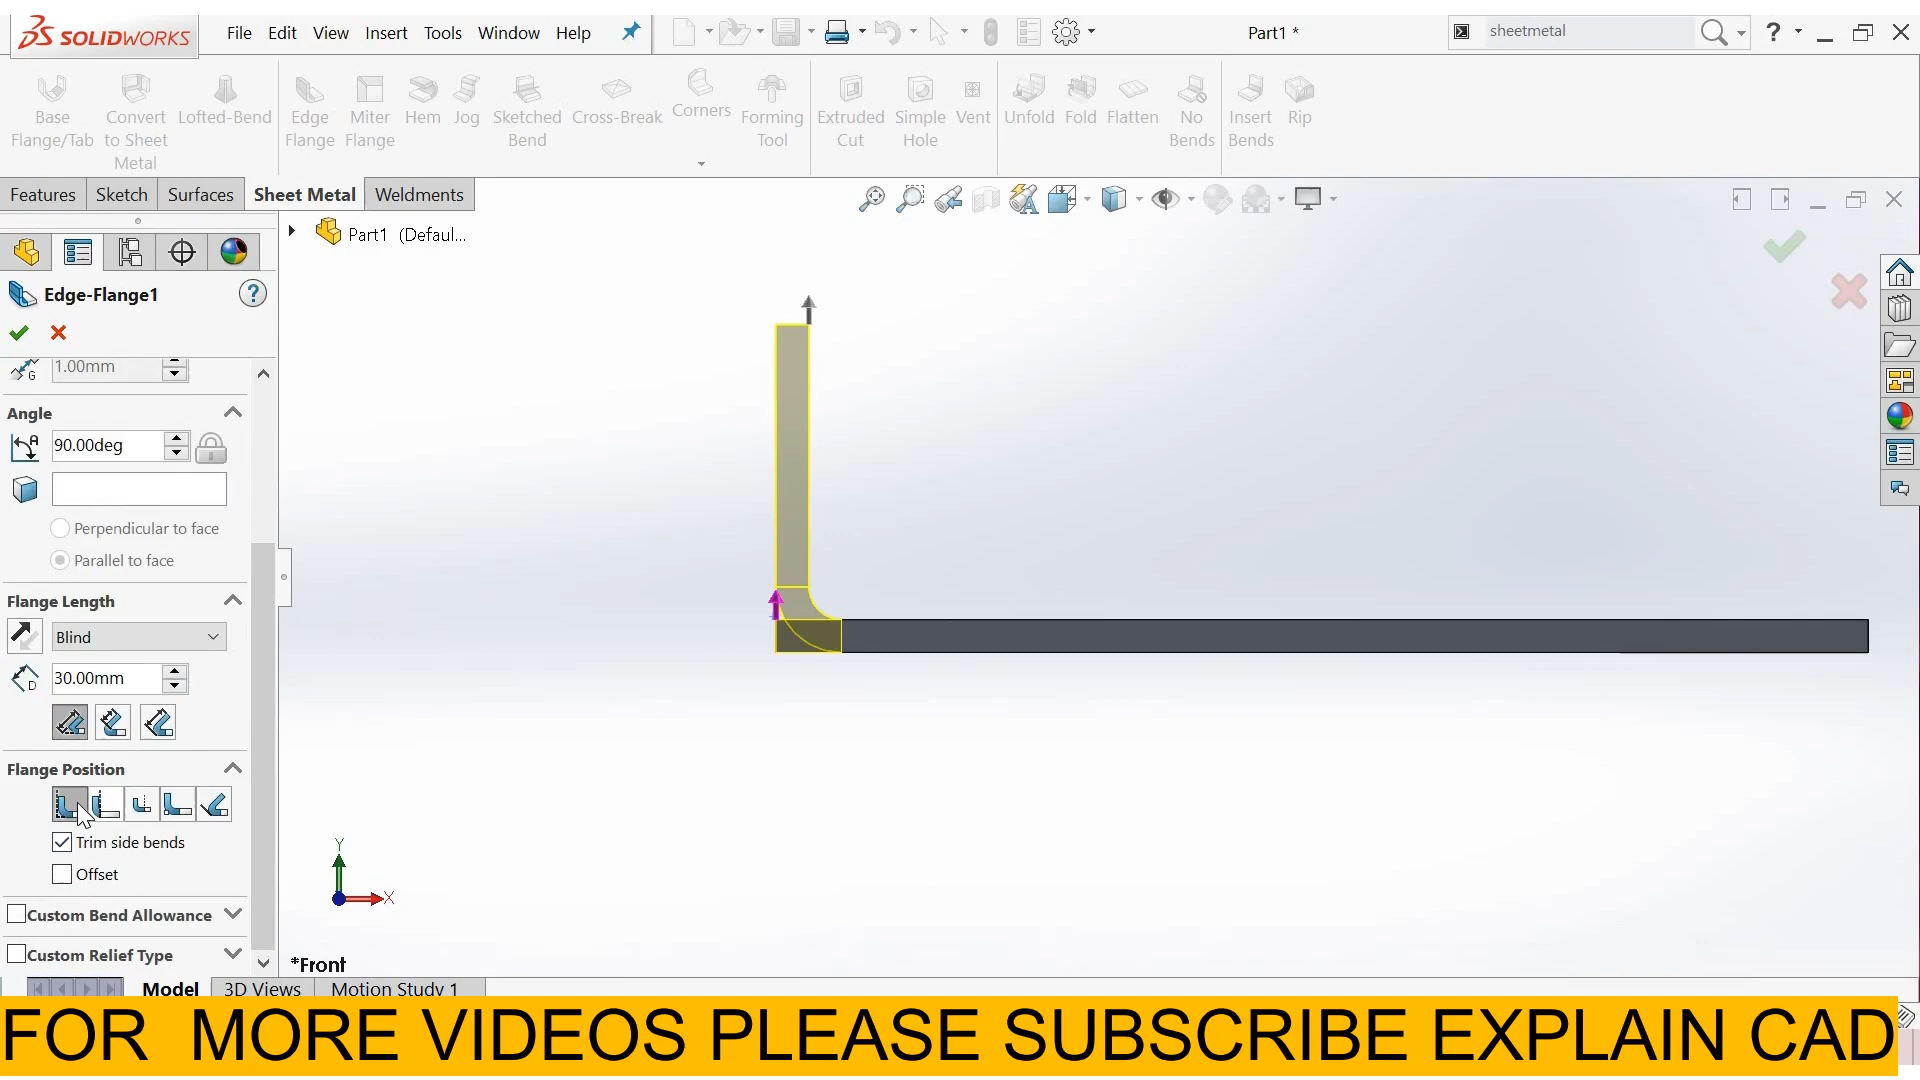 SOLIDWORKS File Edit View Insert Tools Window Help Part1 * sheetmetal ?
Base Flange/Tab
Convert to Sheet Metal
Lofted-Bend
Edge Flange
Miter Flange
Hem
Jog
Sketched Bend
Cross-Break
Corners
Forming Tool
Extruded Cut
Simple Hole
Vent
Unfold
Fold
Flatten
No Bends
Insert Bends
Rip
Features Sketch Surfaces Sheet Metal Weldments
Part1 (Defaul...
Edge-Flange1 ?
1.00mm
Angle
90.00deg
Perpendicular to face
Parallel to face
Flange Length
Blind
30.00mm
Flange Position
Trim side bends
Offset
Custom Bend Allowance
Custom Relief Type
Y
X
*Front
Model 3D Views Motion Study 1
FOR MORE VIDEOS PLEASE SUBSCRIBE EXPLAIN CAD